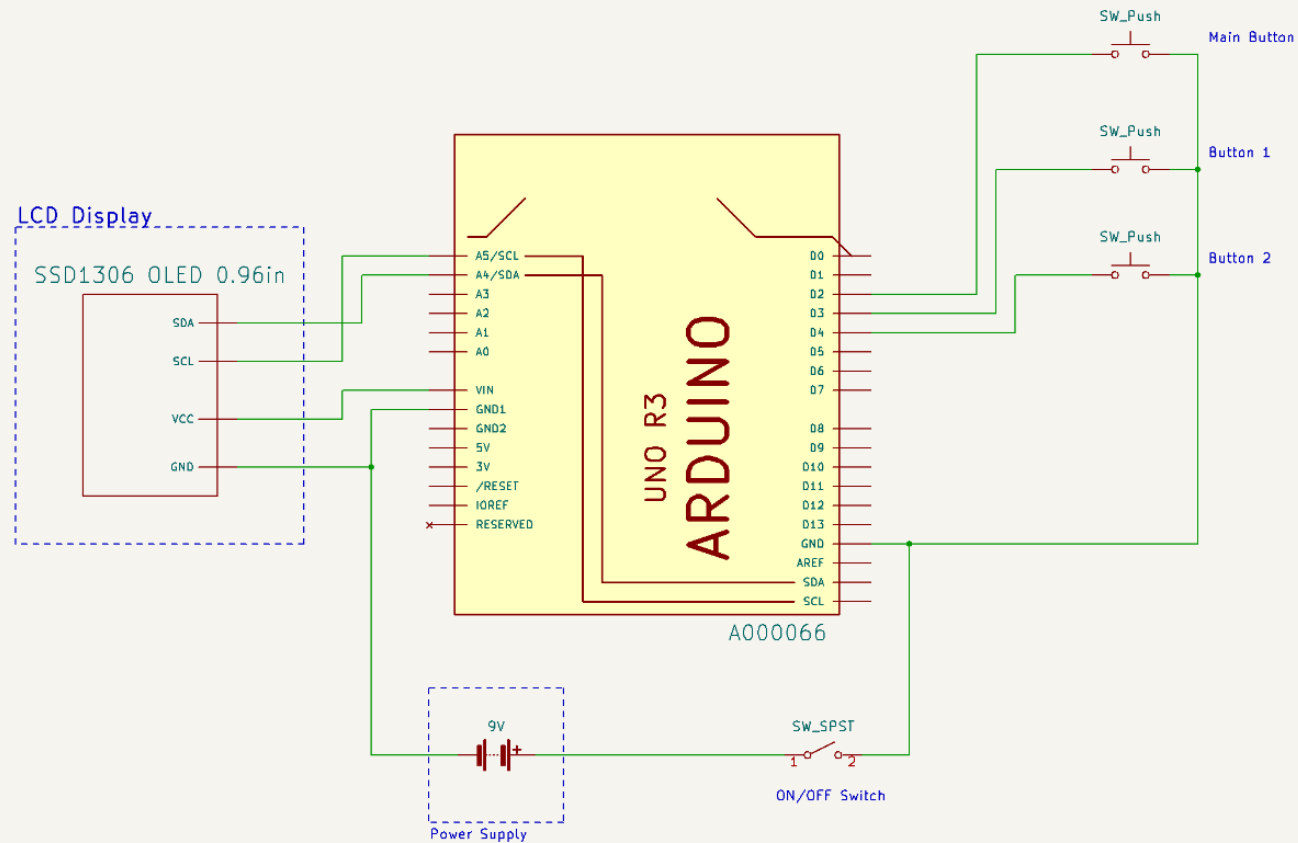 SW_Push
Main Button
SW_Push
Button 1
SW_Push
Button 2
LCD Display
SSD1306 OLED 0.96in
SDA
SCL
VCC
GND
A5/SCL
A4/SDA
A3
A2
A1
A0
VIN
GND1
GND2
5V
3V
/RESET
IOREF
RESERVED
UNO R3
ARDUINO
D0
D1
D2
D3
D4
D5
D6
D7
D8
D9
D10
D11
D12
D13
GND
AREF
SDA
SCL
A000066
9V
+
Power Supply
SW_SPST
1
2
ON/OFF Switch